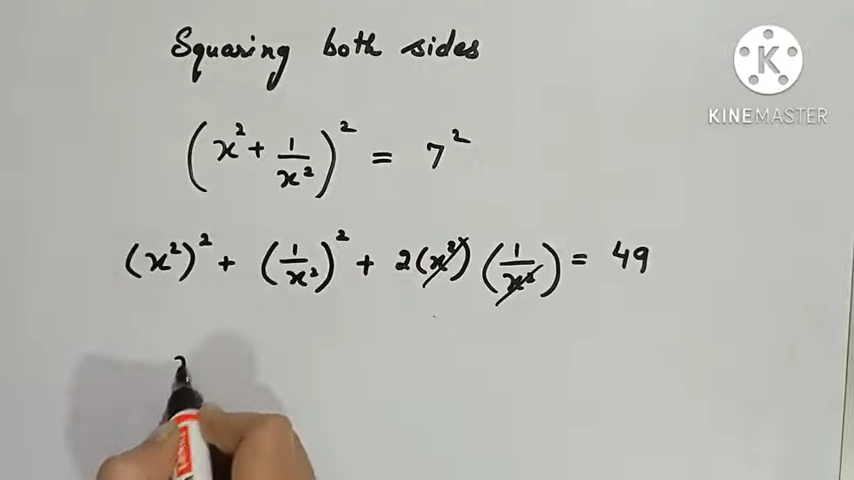 Squaring both sides
K
KINEMASTER
(x² + 1/x²)² = 7²
(x²)² + (1/x²)² + 2(x²)(1/x²) = 49